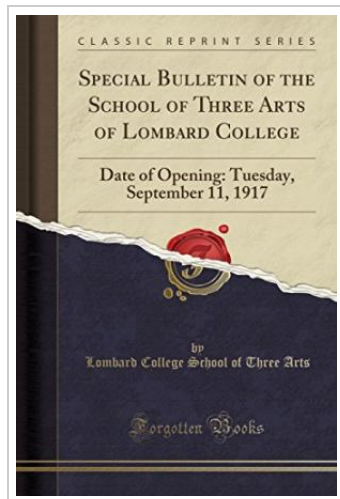 CLASSIC REPRINT SERIES
SPECIAL BULLETIN OF THE
SCHOOL OF THREE ARTS
OF LOMBARD COLLEGE
Date of Opening: Tuesday,
September 11, 1917
by
Lombard College School of Three Arts
Forgotten Books